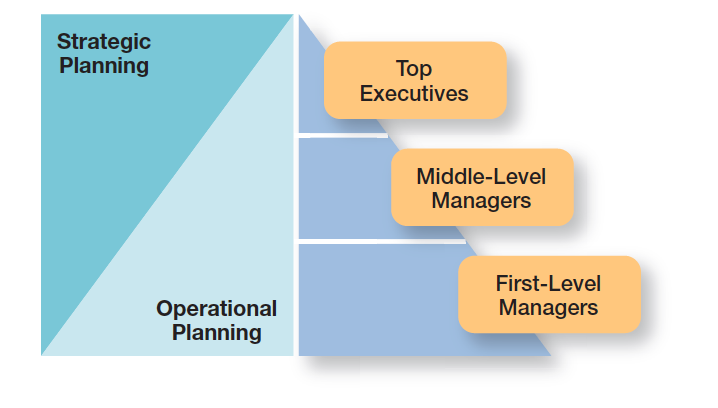 Strategic
Planning
Top
Executives
Middle-Level
Managers
First-Level
Managers
Operational
Planning